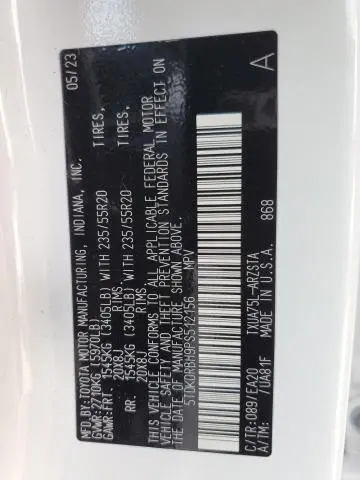 MFD.BY:TOYOTA MOTOR MANUFACTURING, INDIANA, INC. 05/23
GVWR:2710KG (5970LB)
GAWR:FRT. 1545KG (3405LB) WITH 235/55R20 TIRES,
20X8J RIMS,
RR. 1545KG (3405LB) WITH 235/55R20 TIRES,
20X8J RIMS,
THIS VEHICLE CONFORMS TO ALL APPLICABLE FEDERAL MOTOR
VEHICLE SAFETY AND THEFT PREVENTION STANDARDS IN EFFECT ON
THE DATE OF MANUFACTURE SHOWN ABOVE.
5TDKDRBH9PS512156 MPV
A
C/TR:089/EA20 TXUA75L-ARZSTA 868
A/TM: /UA81F MADE IN U.S.A.